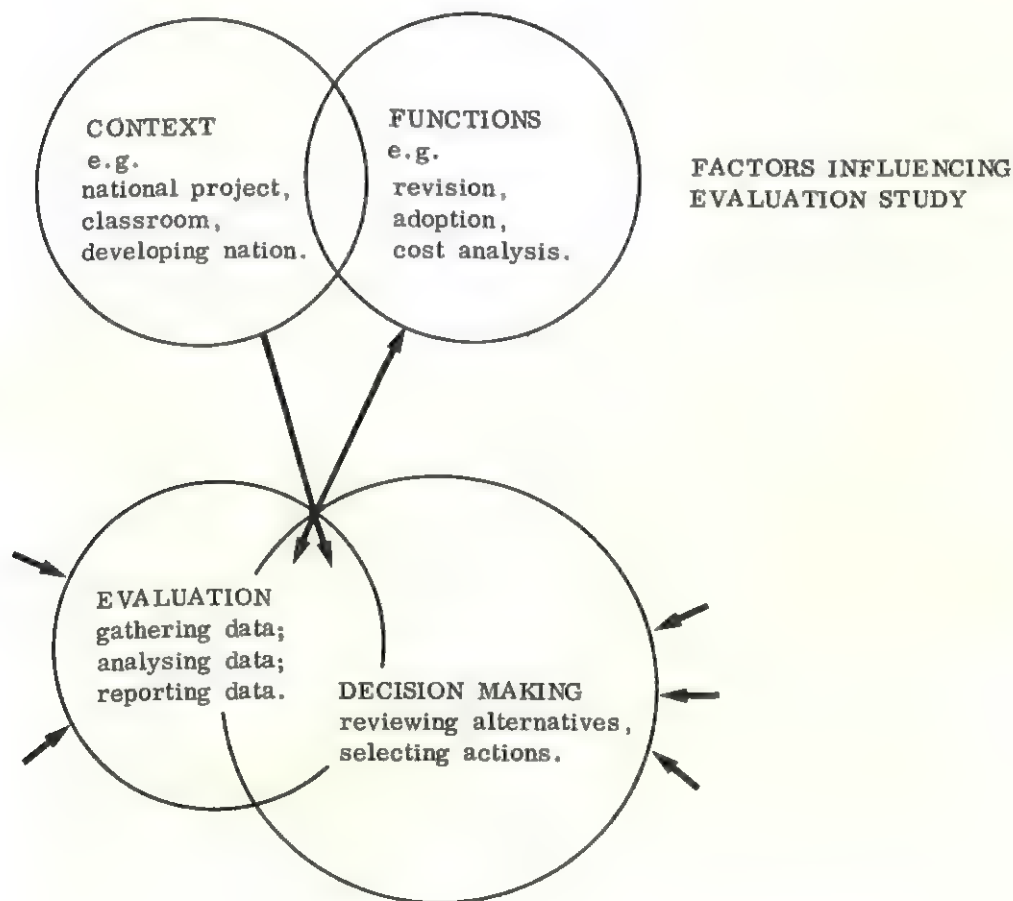 CONTEXT
e.g.
national project,
classroom,
developing nation.
FUNCTIONS
e.g.
revision,
adoption,
cost analysis.
FACTORS INFLUENCING
EVALUATION STUDY
EVALUATION
gathering data;
analysing data;
reporting data.
DECISION MAKING
reviewing alternatives,
selecting actions.